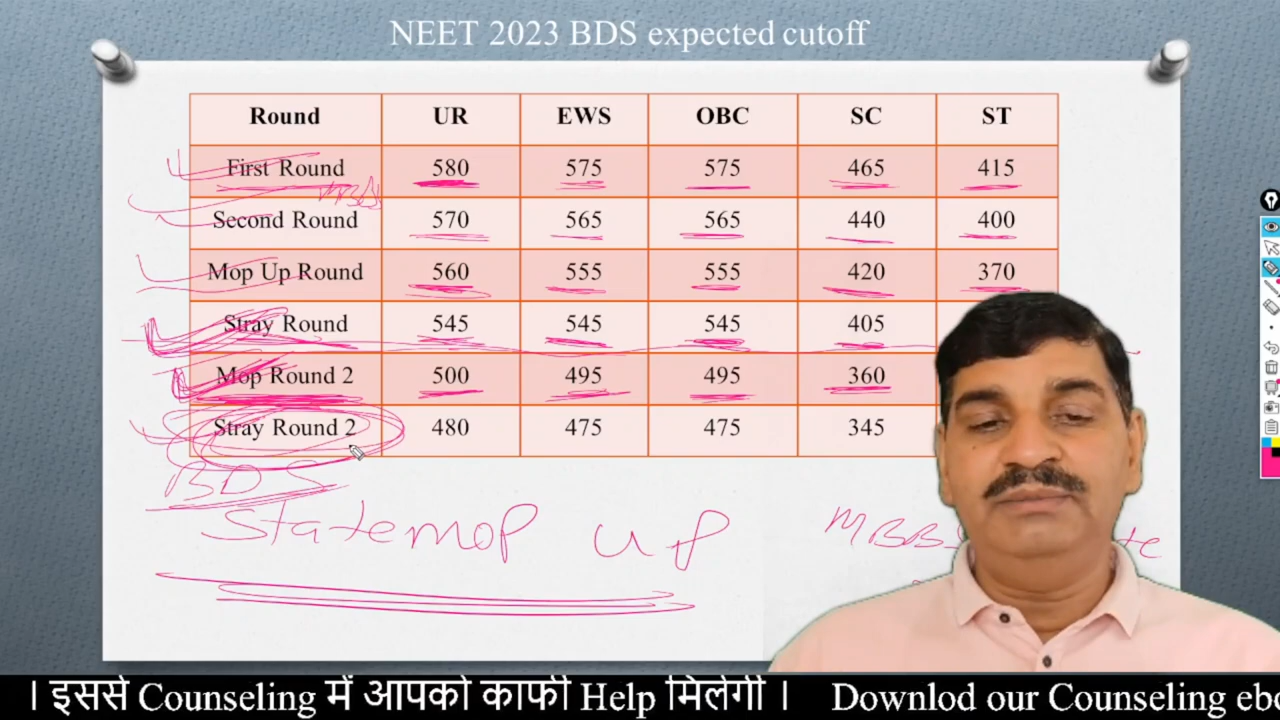 NEET 2023 BDS expected cutoff
Round UR EWS OBC SC ST
First Round 580 575 575 465 415
Second Round 570 565 565 440 400
Mop Up Round 560 555 555 420 370
Stray Round 545 545 545 405
Mop Round 2 500 495 495 360
Stray Round 2 480 475 475 345
BDS
Statemop up
। इससे Counseling में आपको काफी Help मिलेगी । Downlod our Counseling ebo